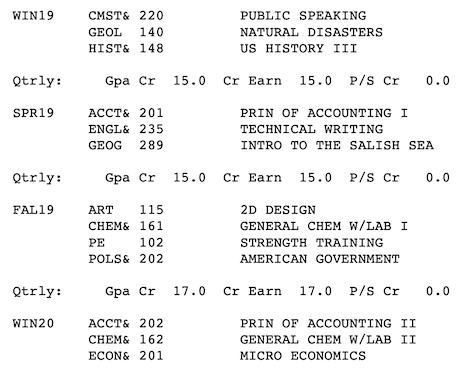 WIN19 CMST& 220 PUBLIC SPEAKING
GEOL 140 NATURAL DISASTERS
HIST& 148 US HISTORY III
Qtrly: Gpa Cr 15.0 Cr Earn 15.0 P/S Cr 0.0
SPR19 ACCT& 201 PRIN OF ACCOUNTING I
ENGL& 235 TECHNICAL WRITING
GEOG 289 INTRO TO THE SALISH SEA
Qtrly: Gpa Cr 15.0 Cr Earn 15.0 P/S Cr 0.0
FAL19 ART 115 2D DESIGN
CHEM& 161 GENERAL CHEM W/LAB I
PE 102 STRENGTH TRAINING
POLS& 202 AMERICAN GOVERNMENT
Qtrly: Gpa Cr 17.0 Cr Earn 17.0 P/S Cr 0.0
WIN20 ACCT& 202 PRIN OF ACCOUNTING II
CHEM& 162 GENERAL CHEM W/LAB II
ECON& 201 MICRO ECONOMICS